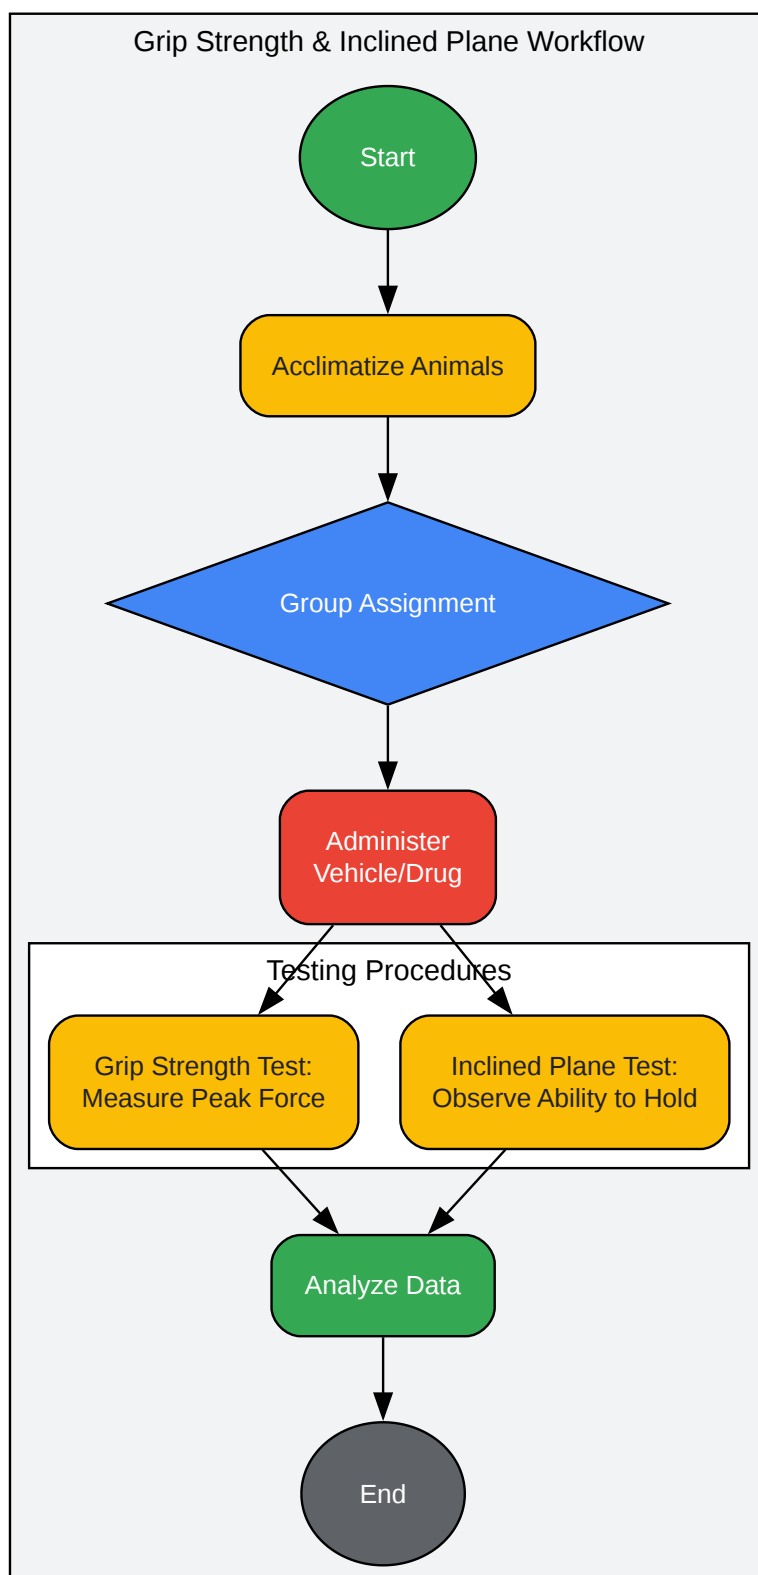 Grip Strength & Inclined Plane Workflow
Start
Acclimatize Animals
Group Assignment
Administer
Vehicle/Drug
Testing Procedures
Grip Strength Test:
Measure Peak Force
Inclined Plane Test:
Observe Ability to Hold
Analyze Data
End